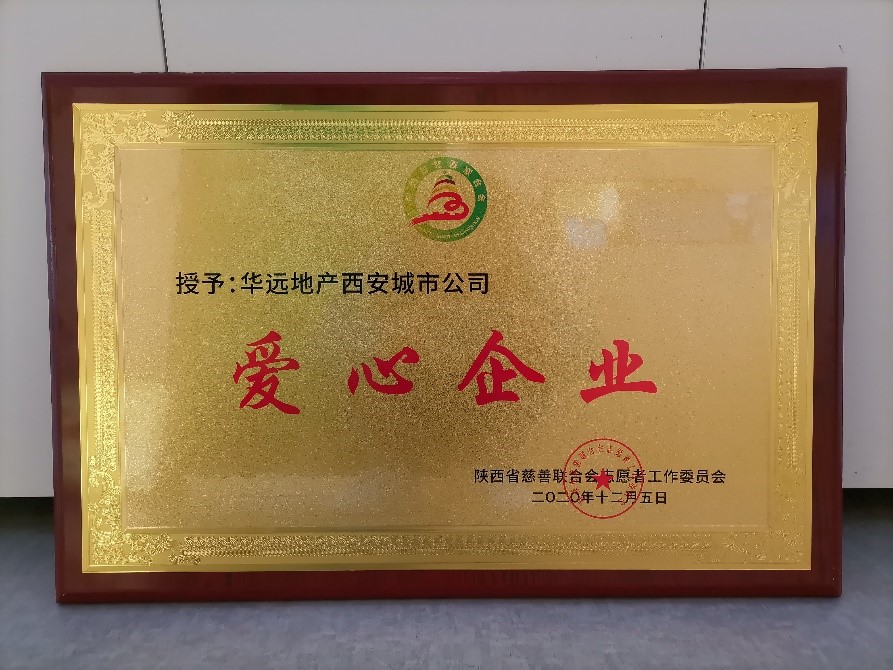 授予:华远地产西安城市公司
爱心企业
陕西省慈善联合会志愿者工作委员会
二〇二〇年十二月五日